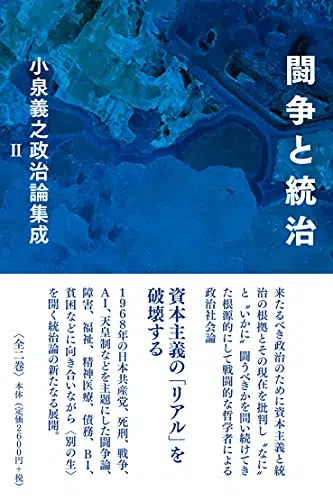 闘争と統治
小泉義之政治論集成
Ⅱ
来たるべき政治のために資本主義と統
治の根拠とその現在を批判し〝なに〟
と〝いかに〟闘うべきかを問い続けてき
た根源的にして戦闘的な哲学者による
政治社会論
資本主義の「リアル」を
破壊する
1968年の日本共産党、死刑、戦争、
AI、天皇制などを主題にした闘争論、
障害、福祉、精神医療、債務、BI、
貧困などに向き合いながら〈別の生〉
を開く統治論の新たなる展開。
〈全二巻〉 本体(定価2600円+税)